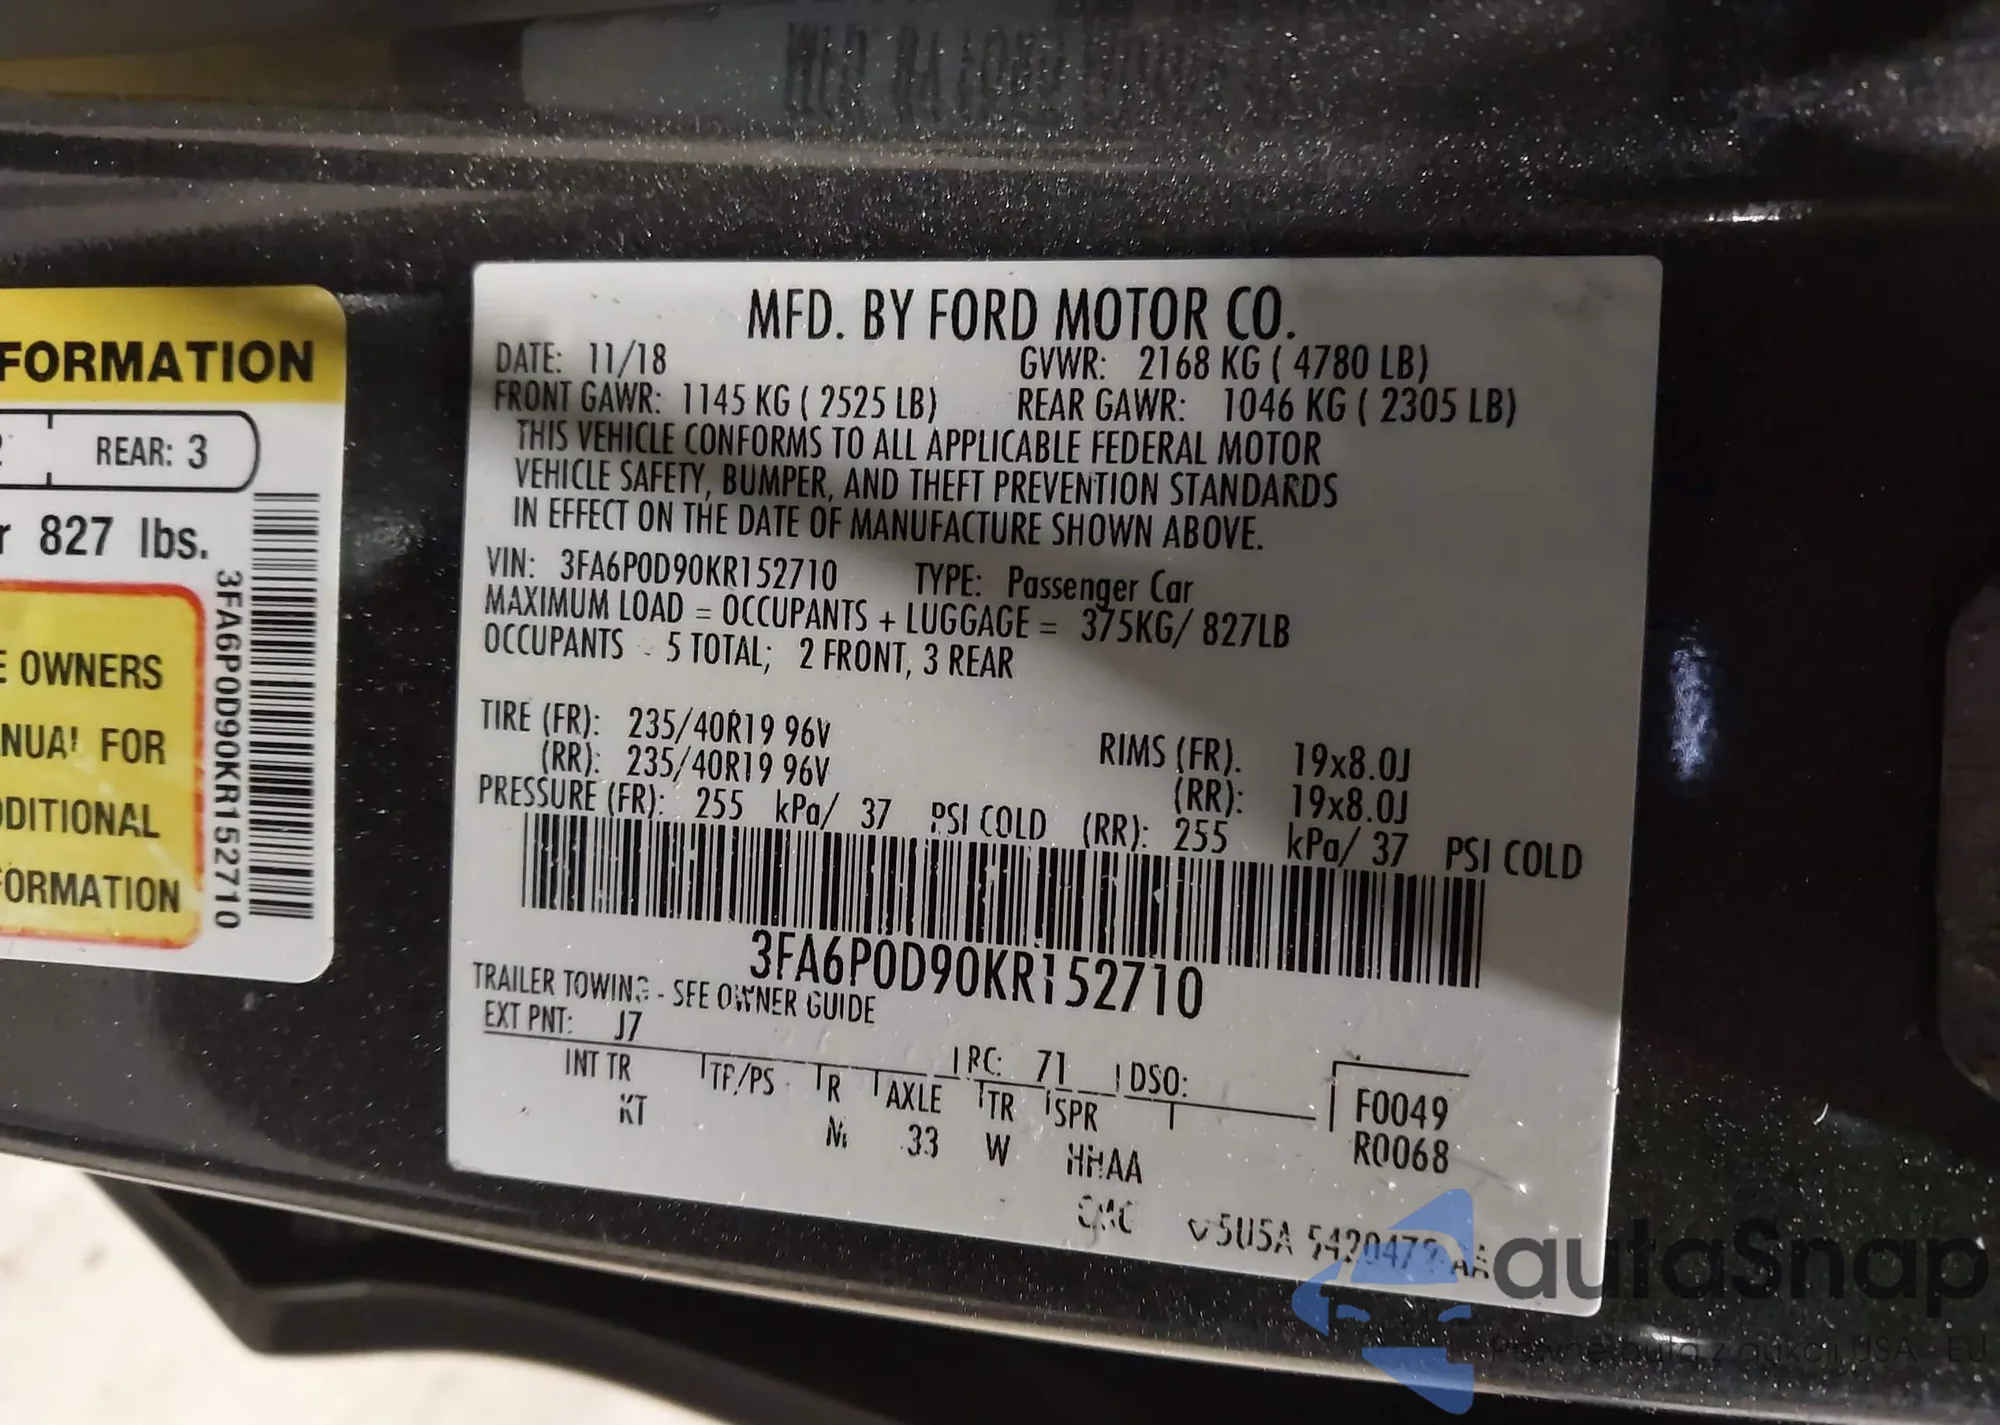 FORMATION
REAR: 3
827 lbs.
OWNERS
FOR
FORMATION
3FA6P0D90KR152710
MFD. BY FORD MOTOR CO.
DATE: 11/18 GVWR: 2168 KG ( 4780 LB)
FRONT GAWR: 1145 KG ( 2525 LB) REAR GAWR: 1046 KG ( 2305 LB)
THIS VEHICLE CONFORMS TO ALL APPLICABLE FEDERAL MOTOR
VEHICLE SAFETY, BUMPER, AND THEFT PREVENTION STANDARDS
IN EFFECT ON THE DATE OF MANUFACTURE SHOWN ABOVE.
VIN: 3FA6P0D90KR152710 TYPE: Passenger Car
MAXIMUM LOAD = OCCUPANTS + LUGGAGE = 375KG/ 827LB
OCCUPANTS - 5 TOTAL; 2 FRONT, 3 REAR
TIRE (FR): 235/40R19 96V RIMS (FR). 19x8.0J
(RR): 235/40R19 96V (RR): 19x8.0J
PRESSURE (FR): 255 kPa/ 37 PSI COLD (RR): 255 kPa/ 37 PSI COLD
3FA6P0D90KR152710
TRAILER TOWING - SEE OWNER GUIDE
EXT PNT: J7 RC: 71 DSO:
INT TR TP/PS R AXLE TR SPR F0049
KT 33 W HHAA R0068
autaSnap